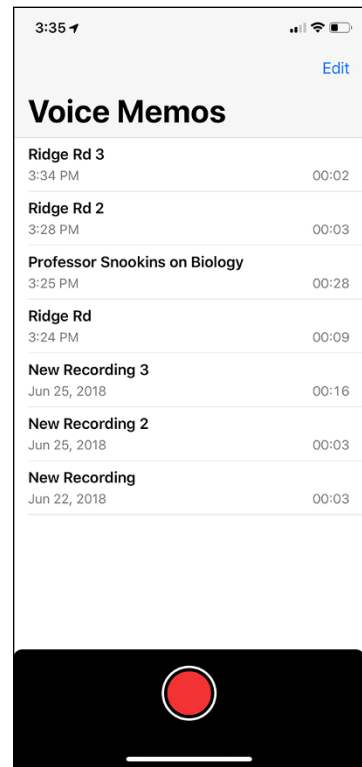 3:35
Edit
Voice Memos
Ridge Rd 3
3:34 PM 00:02
Ridge Rd 2
3:28 PM 00:03
Professor Snookins on Biology
3:25 PM 00:28
Ridge Rd
3:24 PM 00:09
New Recording 3
Jun 25, 2018 00:16
New Recording 2
Jun 25, 2018 00:03
New Recording
Jun 22, 2018 00:03